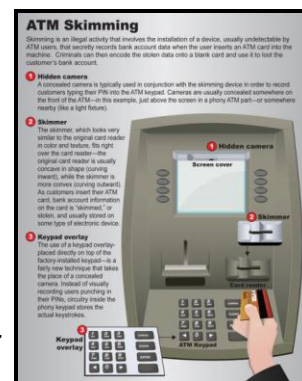 ATM Skimming
Skimming is an illegal activity that involves the installation of a device, usually undetectable by
ATM users, that secretly records bank account data when the user inserts an ATM card into the
machine. Criminals can then encode the stolen data onto a blank card and use it to loot the
customer's bank account.
1 Hidden camera
A concealed camera is typically used in conjunction with the skimming device in order to record
customers typing their PIN into the ATM keypad. Cameras are usually concealed somewhere on
the front of the ATM—in this example, just above the screen in a phony ATM part—or somewhere
nearby (like a light fixture).
2 Skimmer
The skimmer, which looks very
similar to the original card reader
in color and texture, fits right
over the card reader—the
original card reader is usually
concave in shape (curving
inward), while the skimmer is
more convex (curving outward).
As customers insert their ATM
card, bank account information
on the card is "skimmed," or
stolen, and usually stored on
some type of electronic device.
3 Keypad overlay
The use of a keypad overlay—
placed directly on top of the
factory-installed keypad—is a
fairly new technique that takes
the place of a concealed
camera. Instead of visually
recording users punching in
their PINs, circuitry inside the
phony keypad stores the
actual keystrokes.
1 Hidden camera
Screen cover
2 Skimmer
Card reader
3
Keypad
overlay
ATM Keypad